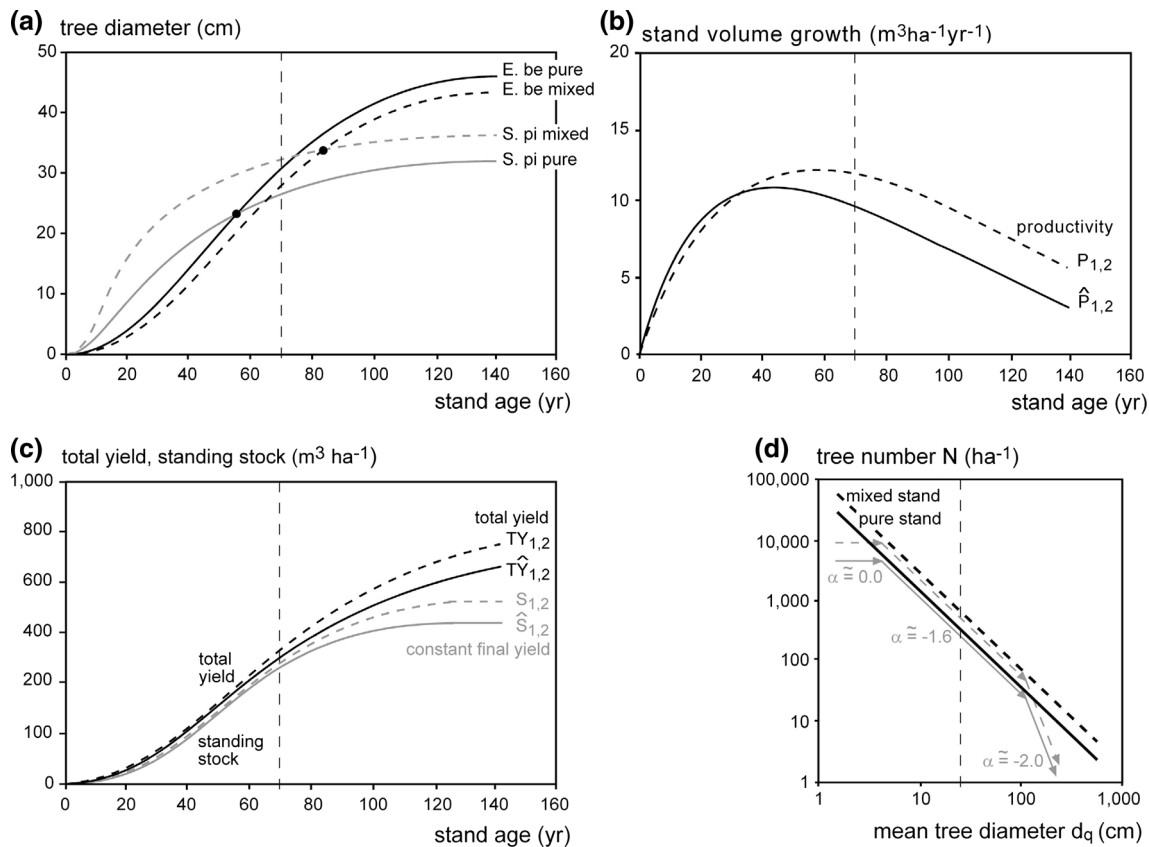 (a) tree diameter (cm)
50
40
30
20
10
0
E. be pure
E. be mixed
S. pi mixed
S. pi pure
0 20 40 60 80 100 120 140 160
stand age (yr)
(b) stand volume growth (m3ha-1yr-1)
20
15
10
5
0
productivity
P1,2
P̂1,2
0 20 40 60 80 100 120 140 160
stand age (yr)
(c) total yield, standing stock (m3 ha-1)
1,000
800
600
400
200
100
0
total yield
TY1,2
TŶ1,2
S1,2
Ŝ1,2
constant final yield
total
yield
standing
stock
0 20 40 60 80 100 120 140 160
stand age (yr)
(d) tree number N (ha-1)
100,000
10,000
1,000
100
10
1
mixed stand
pure stand
α ≅ 0.0
α ≅ -1.6
α ≅ -2.0
1 10 100 1,000
mean tree diameter dq (cm)